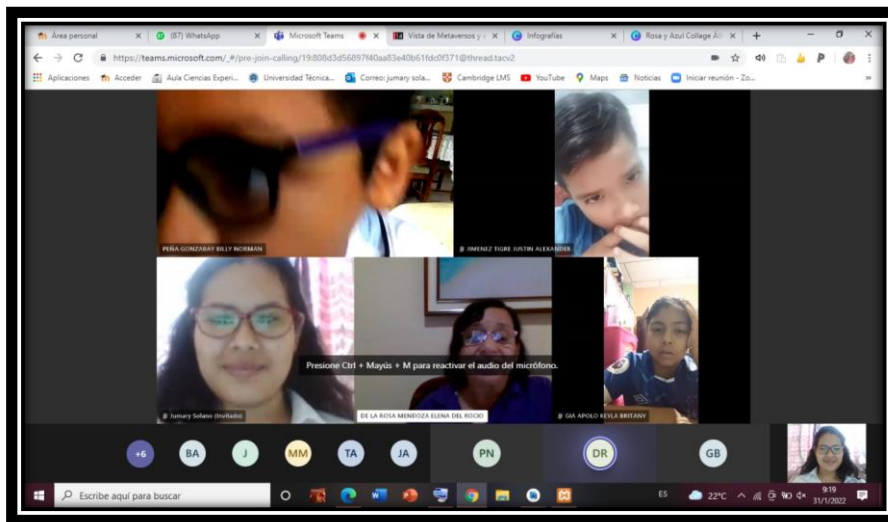 Área personal
(87) WhatsApp
Microsoft Teams
Vista de Metaversos y
Infografías
Rosa y Azul Collage Ál
https://teams.microsoft.com/_#/pre-join-calling/19:808d3d56897f40aa83e40b61fdc0f371@thread.tacv2
Aplicaciones
Acceder
Aula Ciencias Experi...
Universidad Técnica...
Correo: jumary sola...
Cambridge LMS
YouTube
Maps
Noticias
Iniciar reunión - Zo...
PEÑA GONZABAY BILLY NORMAN
JIMENEZ TIGRE JUSTIN ALEXANDER
Presione Ctrl + Mayús + M para reactivar el audio del micrófono.
Jumary Solano (Invitado)
DE LA ROSA MENDOZA ELENA DEL ROCIO
GIA APOLO KEYLA BRITANY
+6
BA
J
MM
TA
JA
PN
DR
GB
Escribe aquí para buscar
ES
22°C
9:19
31/1/2022